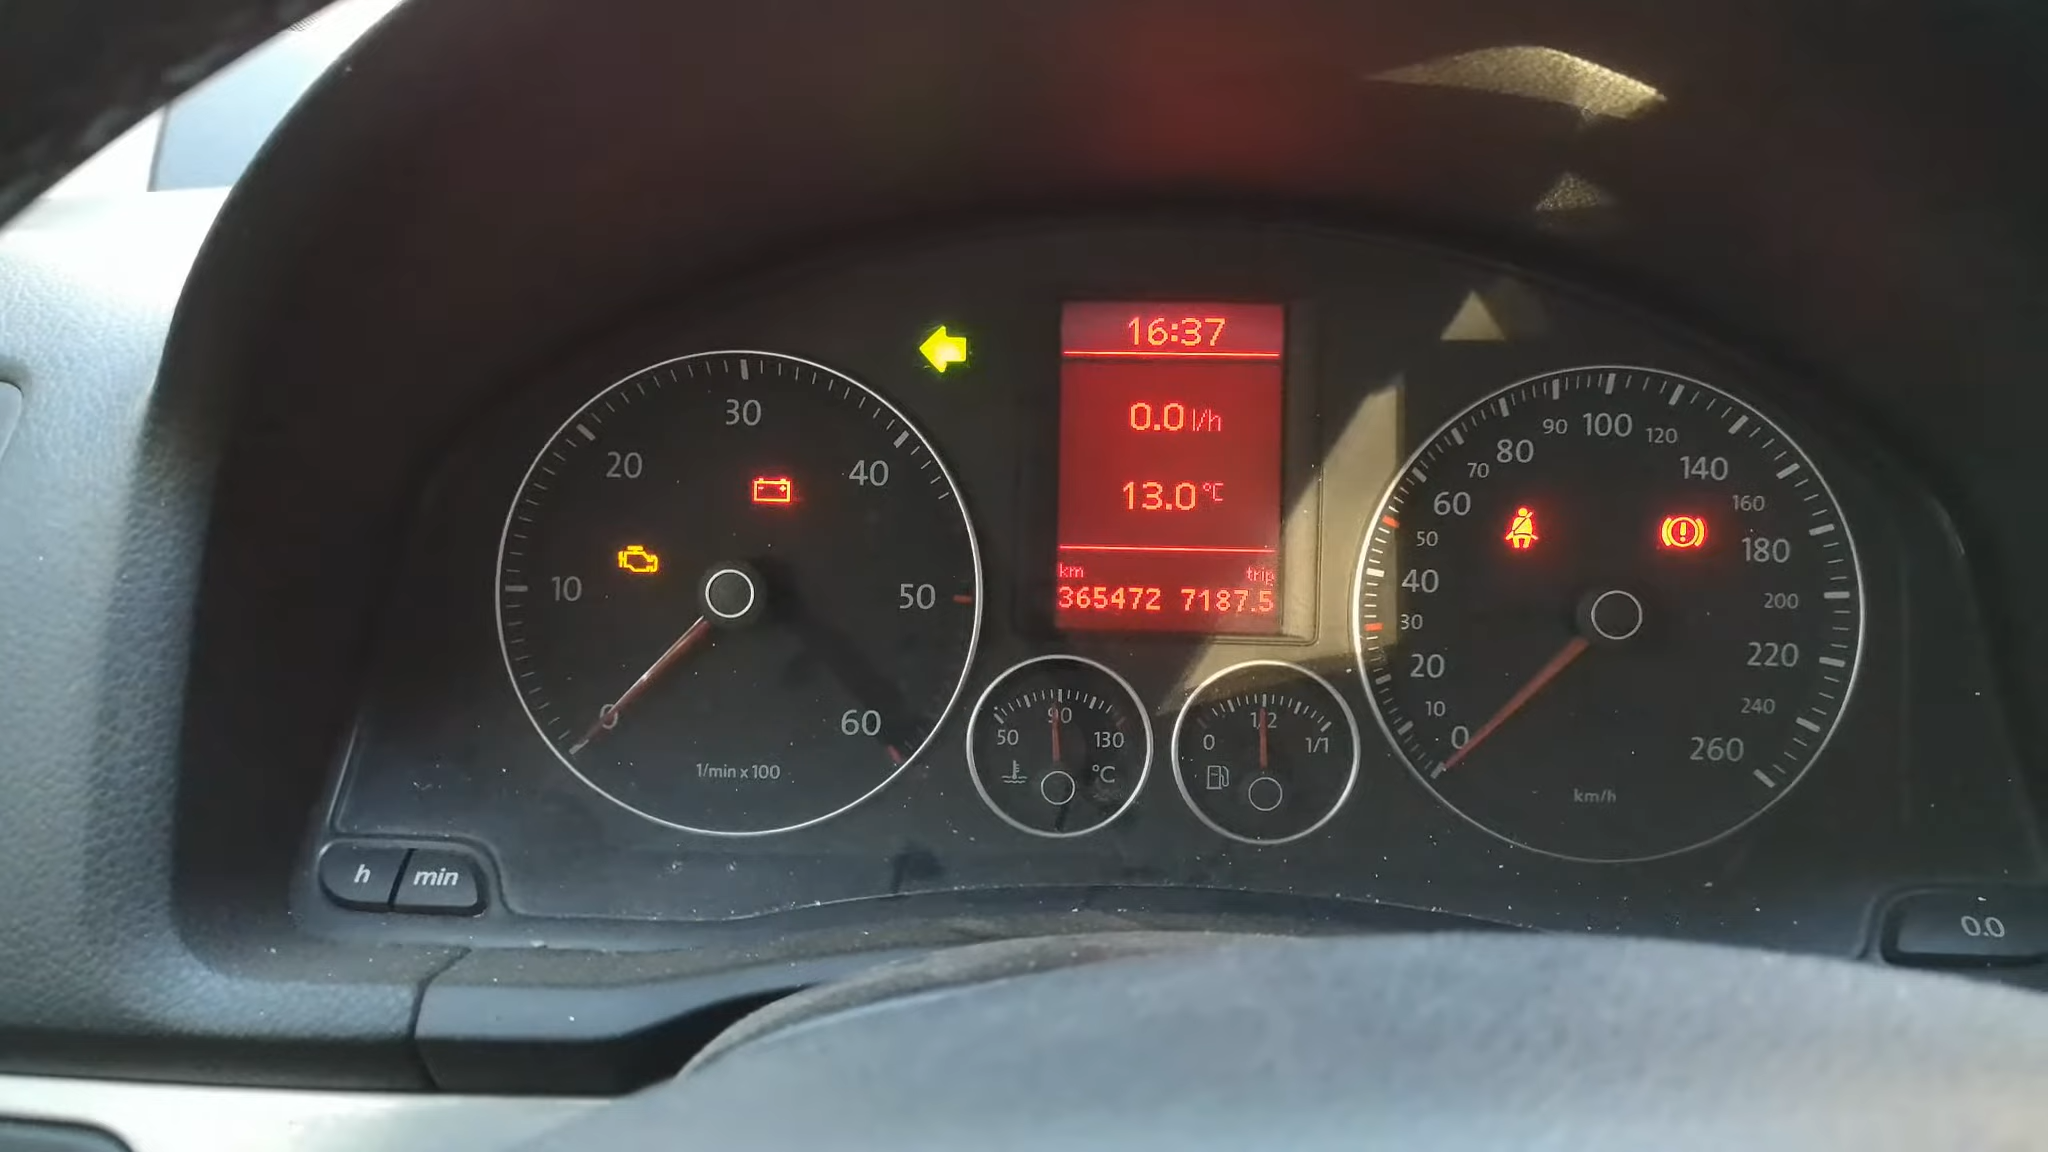 16:37
0.0 l/h
13.0 °C
km trip
365472 7187.5
0 10 20 30 40 50 60
1/min x 100
50 90 130
°C
0 1/2 1/1
0 10 20 30 40 50 60 70 80 90 100 120 140 160 180 200 220 240 260
km/h
h min
0.0